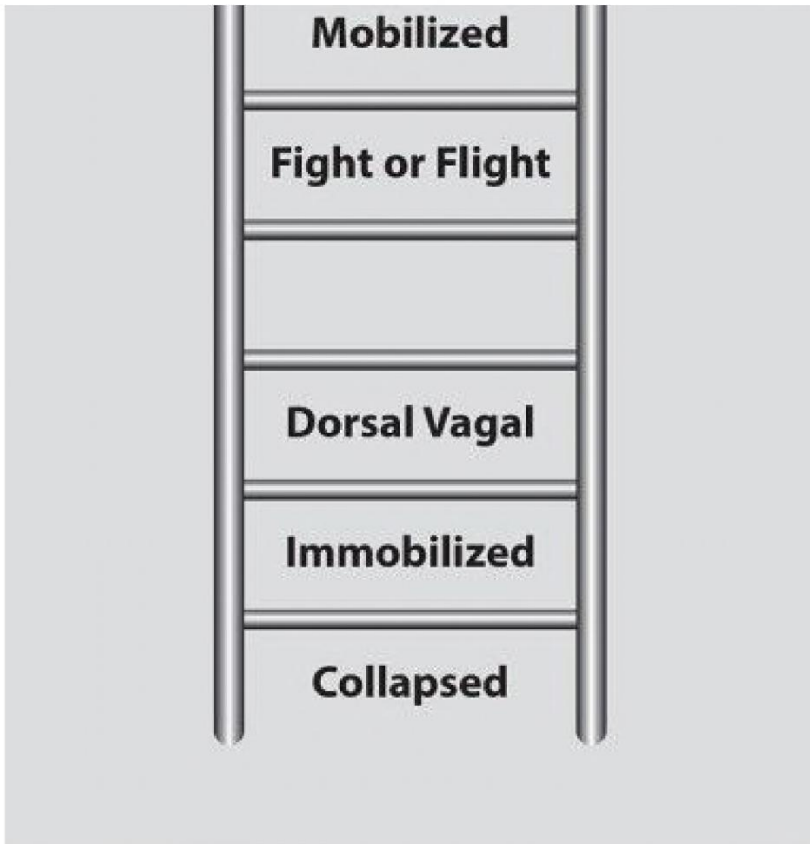 Mobilized
Fight or Flight
Dorsal Vagal
Immobilized
Collapsed